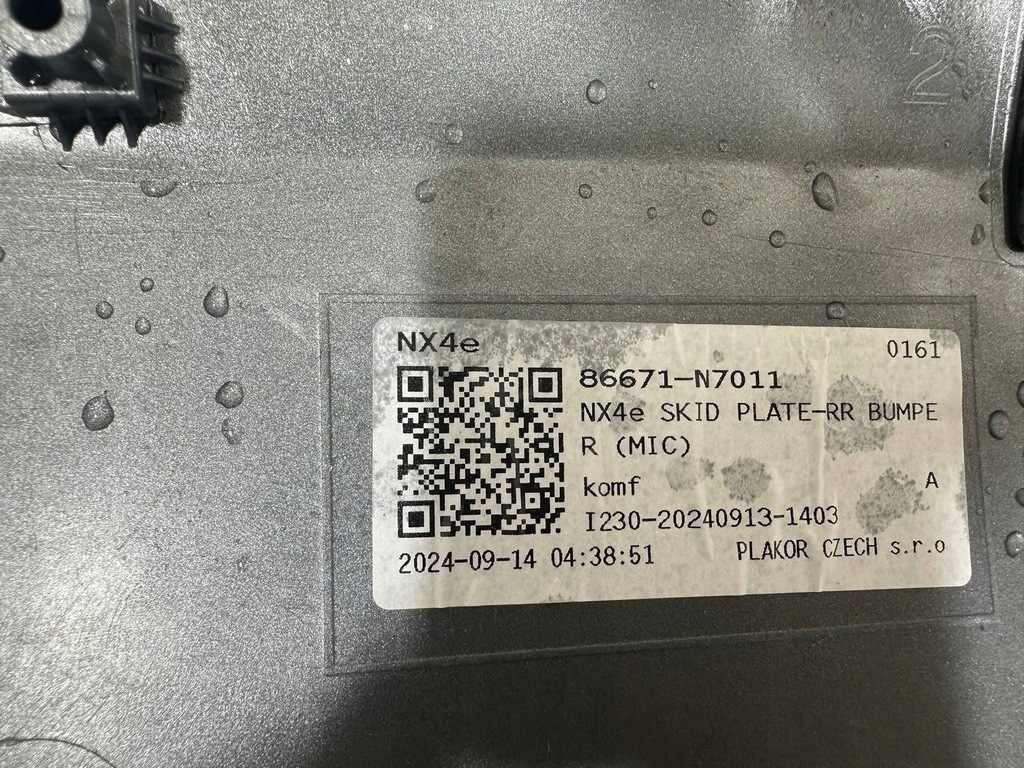 2
NX4e
0161
86671-N7011
NX4e SKID PLATE-RR BUMPE
R (MIC)
komf
A
I230-20240913-1403
2024-09-14 04:38:51
PLAKOR CZECH s.r.o